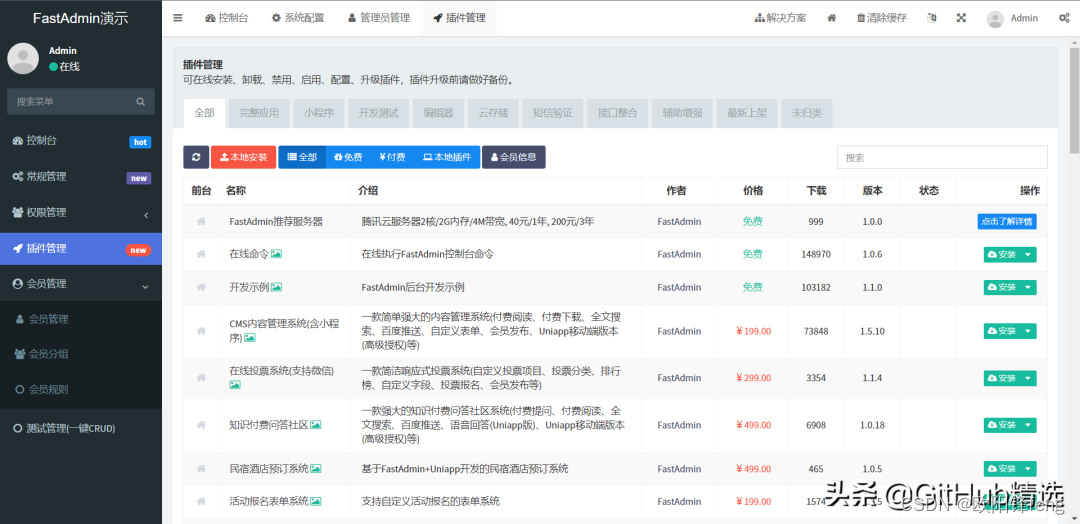 FastAdmin演示
控制台 系统配置 管理员管理 插件管理 解决方案 清除缓存 Admin
Admin
在线
搜索菜单
控制台 hot
常规管理 new
权限管理
插件管理 new
会员管理
会员管理
会员分组
会员规则
测试管理(一键CRUD)
插件管理
可在线安装、卸载、禁用、启用、配置、升级插件，插件升级前请做好备份。
全部 完整应用 小程序 开发测试 编辑器 云存储 短信验证 接口整合 辅助增强 最新上架 未归类
本地安装 全部 免费 ¥付费 本地插件 会员信息 搜索
前台 名称 介绍 作者 价格 下载 版本 状态 操作
FastAdmin推荐服务器 腾讯云服务器2核/2G内存/4M带宽, 40元/1年, 200元/3年 FastAdmin 免费 999 1.0.0 点击了解详情
在线命令 在线执行FastAdmin控制台命令 FastAdmin 免费 148970 1.0.6 安装
开发示例 FastAdmin后台开发示例 FastAdmin 免费 103182 1.1.0 安装
CMS内容管理系统(含小程
序)
一款简单强大的内容管理系统(付费阅读、付费下载、全文搜
索、百度推送、自定义表单、会员发布、Uniapp移动端版本
(高级授权)等)
FastAdmin ¥199.00 73848 1.5.10 安装
在线投票系统(支持微信)
一款简洁响应式投票系统(自定义投票项目、投票分类、排行
榜、自定义字段、投票报名、会员发布等)
FastAdmin ¥299.00 3354 1.1.4 安装
知识付费问答社区
一款强大的知识付费问答社区系统(付费提问、付费阅读、全
文搜索、百度推送、语音回答(Uniapp版)、Uniapp移动端版本
(高级授权)等)
FastAdmin ¥499.00 6908 1.0.18 安装
民宿酒店预订系统 基于FastAdmin+Uniapp开发的民宿酒店预订系统 FastAdmin ¥499.00 465 1.0.5 安装
活动报名表单系统 支持自定义活动报名的表单系统 FastAdmin ¥199.00 1574
头条 @GitHub精选